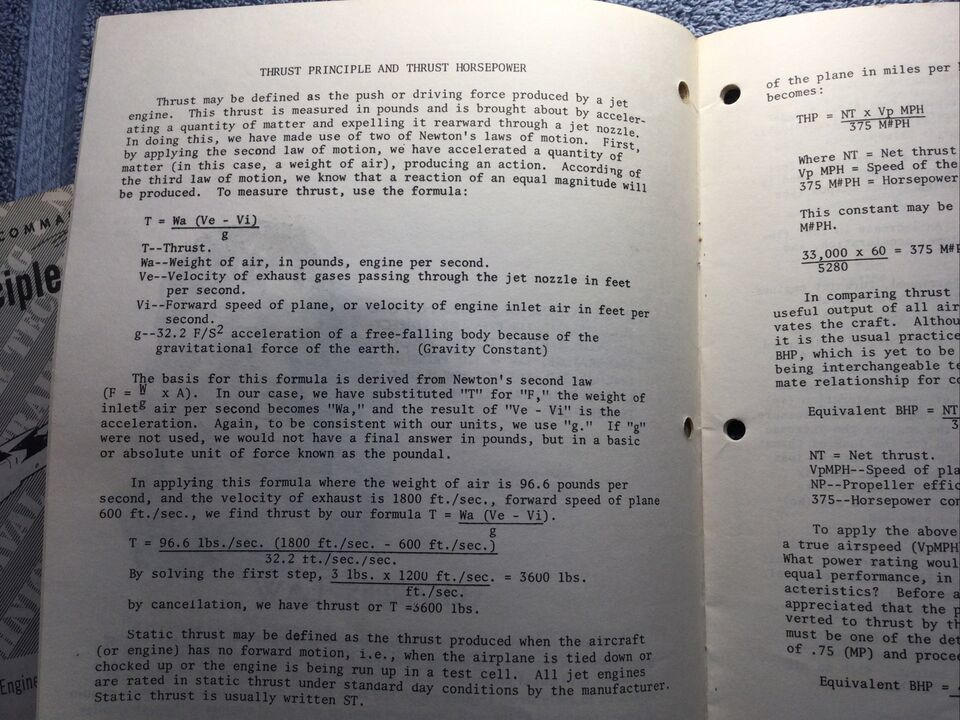 THRUST PRINCIPLE AND THRUST HORSEPOWER
Thrust may be defined as the push or driving force produced by a jet
engine. This thrust is measured in pounds and is brought about by acceler-
ating a quantity of matter and expelling it rearward through a jet nozzle.
In doing this, we have made use of two of Newton's laws of motion. First,
by applying the second law of motion, we have accelerated a quantity of
matter (in this case, a weight of air), producing an action. According of
the third law of motion, we know that a reaction of an equal magnitude will
be produced. To measure thrust, use the formula:
T = Wa (Ve - Vi)
g
T--Thrust.
Wa--Weight of air, in pounds, engine per second.
Ve--Velocity of exhaust gases passing through the jet nozzle in feet
per second.
Vi--Forward speed of plane, or velocity of engine inlet air in feet per
second.
g--32.2 F/S² acceleration of a free-falling body because of the
gravitational force of the earth. (Gravity Constant)
The basis for this formula is derived from Newton's second law
(F = W x A). In our case, we have substituted "T" for "F," the weight of
inletg air per second becomes "Wa," and the result of "Ve - Vi" is the
acceleration. Again, to be consistent with our units, we use "g." If "g"
were not used, we would not have a final answer in pounds, but in a basic
or absolute unit of force known as the poundal.
In applying this formula where the weight of air is 96.6 pounds per
second, and the velocity of exhaust is 1800 ft./sec., forward speed of plane
600 ft./sec., we find thrust by our formula T = Wa (Ve - Vi).
g
T = 96.6 lbs./sec. (1800 ft./sec. - 600 ft./sec.)
32.2 ft./sec./sec.
By solving the first step, 3 lbs. x 1200 ft./sec. = 3600 lbs.
ft./sec.
by cancellation, we have thrust or T =3600 lbs.
Static thrust may be defined as the thrust produced when the aircraft
(or engine) has no forward motion, i.e., when the airplane is tied down or
chocked up or the engine is being run up in a test cell. All jet engines
are rated in static thrust under standard day conditions by the manufacturer.
Static thrust is usually written ST.
of the plane in miles per
becomes:
THP = NT x Vp MPH
375 M#PH
Where NT = Net thrust
Vp MPH = Speed of the
375 M#PH = Horsepower
This constant may be
M#PH.
33,000 x 60 = 375 M#P
5280
In comparing thrust
useful output of all air
vates the craft. Althou
it is the usual practice
BHP, which is yet to be
being interchangeable te
mate relationship for co
Equivalent BHP = NT
3
NT = Net thrust.
VpMPH--Speed of pla
NP--Propeller effic
375--Horsepower con
To apply the above
a true airspeed (VpMPH
What power rating woul
equal performance, in
acteristics? Before a
appreciated that the p
verted to thrust by th
must be one of the det
of .75 (MP) and procee
Equivalent BHP =
COMMA
ciple
Engine